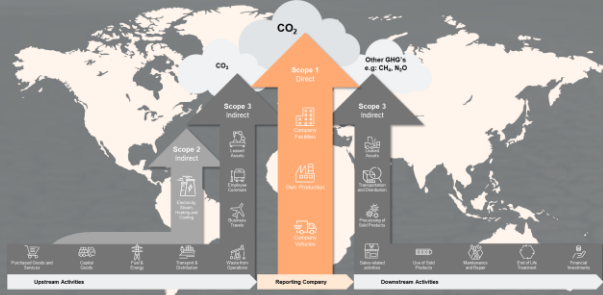 CO2
CO2
Other GHG's
e.g: CH4, N2O
Scope 1
Direct
Scope 3
Indirect
Scope 3
Indirect
Scope 2
Indirect
Company
Facilities
Leased
Assets
Leased
Assets
Electricity,
Steam,
Heating and
Cooling
Employee
Commute
Own Production
Transportation
and Distribution
Business
Travels
Company
Vehicles
Processing of
Sold Products
Purchased Goods and
Services
Capital
Goods
Fuel &
Energy
Transport &
Distribution
Waste from
Operations
Sales-related
activities
Use of Sold
Products
Maintenance
and Repair
End of Life
Treatment
Financial
Investments
Upstream Activities
Reporting Company
Downstream Activities